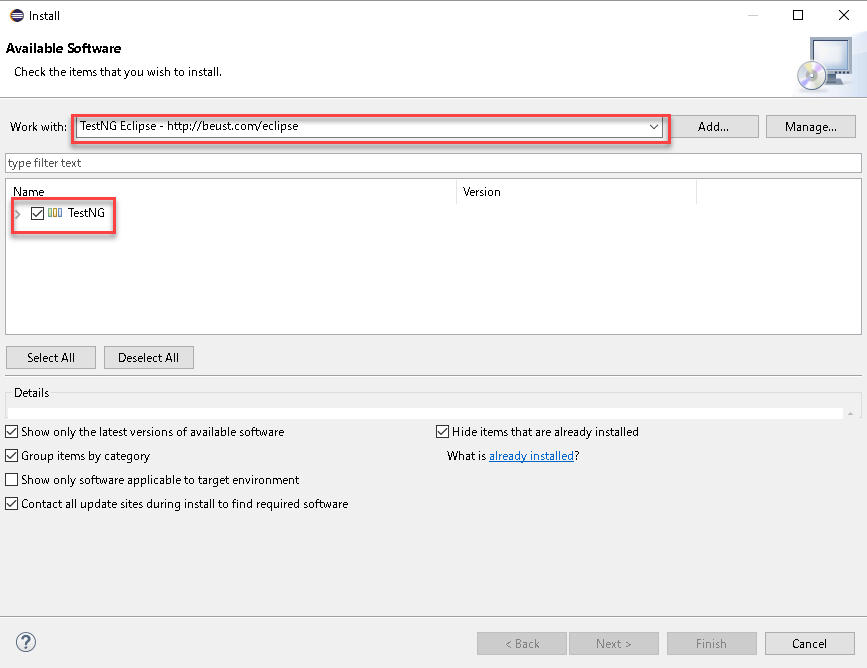 Install
Available Software
Check the items that you wish to install.
Work with: TestNG Eclipse - http://beust.com/eclipse Add... Manage...
type filter text
Name Version
TestNG
Select All Deselect All
Details
Show only the latest versions of available software Hide items that are already installed
Group items by category What is already installed?
Show only software applicable to target environment
Contact all update sites during install to find required software
? < Back Next > Finish Cancel